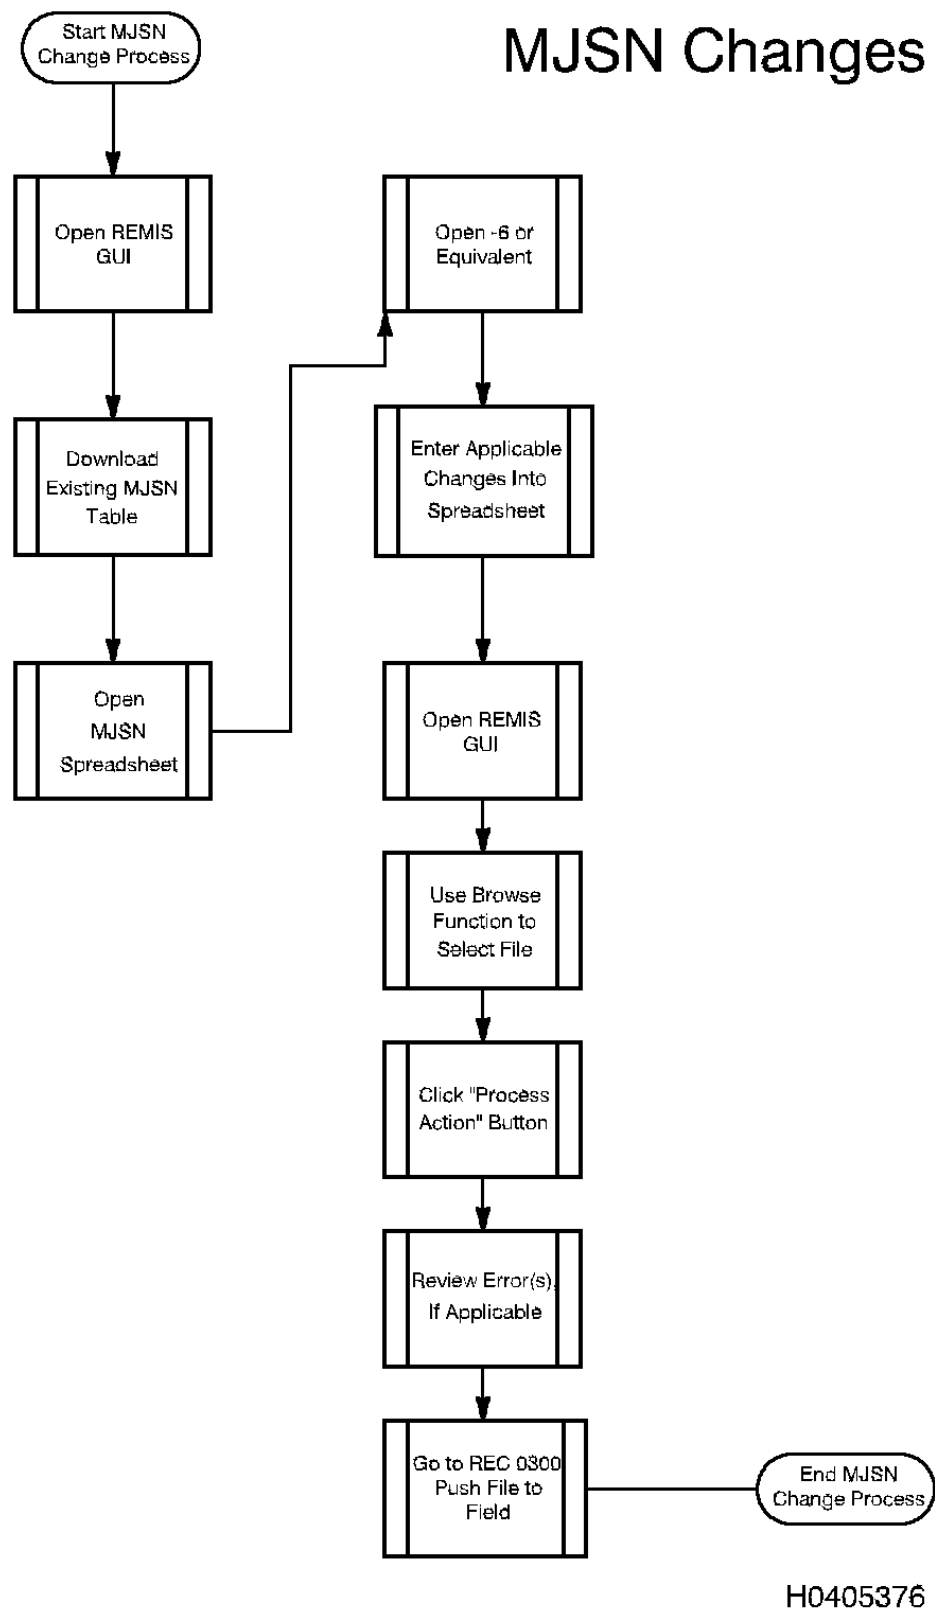 MJSN Changes
Start MJSN
Change Process
Open REMIS
GUI
Download
Existing MJSN
Table
Open
MJSN
Spreadsheet
Open -6 or
Equivalent
Enter Applicable
Changes Into
Spreadsheet
Open REMIS
GUI
Use Browse
Function to
Select File
Click "Process
Action" Button
Review Error(s),
If Applicable
Go to REC 0300
Push File to
Field
End MJSN
Change Process
H0405376